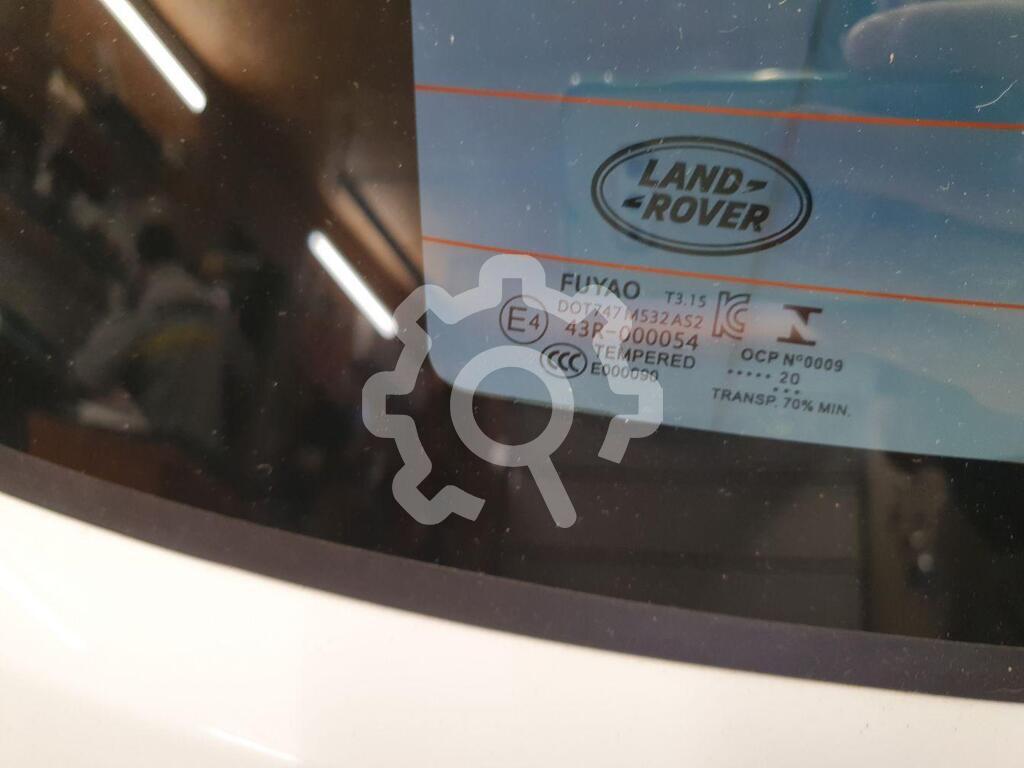 LAND
ROVER
FUYAO T3.15
DOT747 M532 AS2
E4 43R-000054
CCC TEMPERED
E000090
KC
N
OCP Nº0009
••••• 20
•••
TRANSP. 70% MIN.